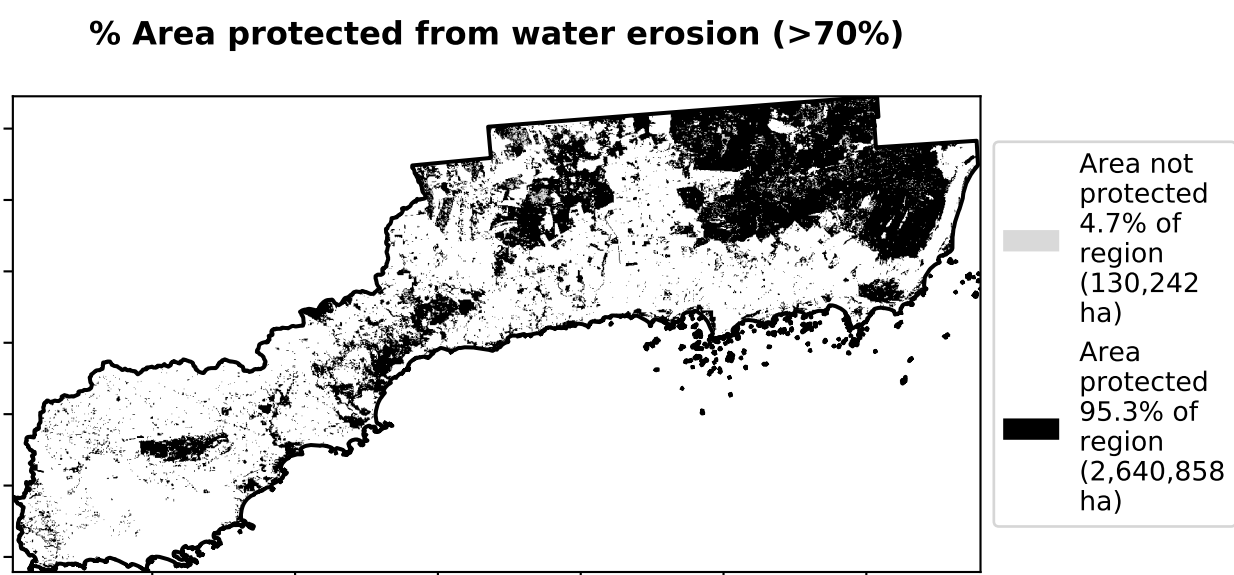 % Area protected from water erosion (>70%)
Area not
protected
4.7% of
region
(130,242
ha)
Area
protected
95.3% of
region
(2,640,858
ha)